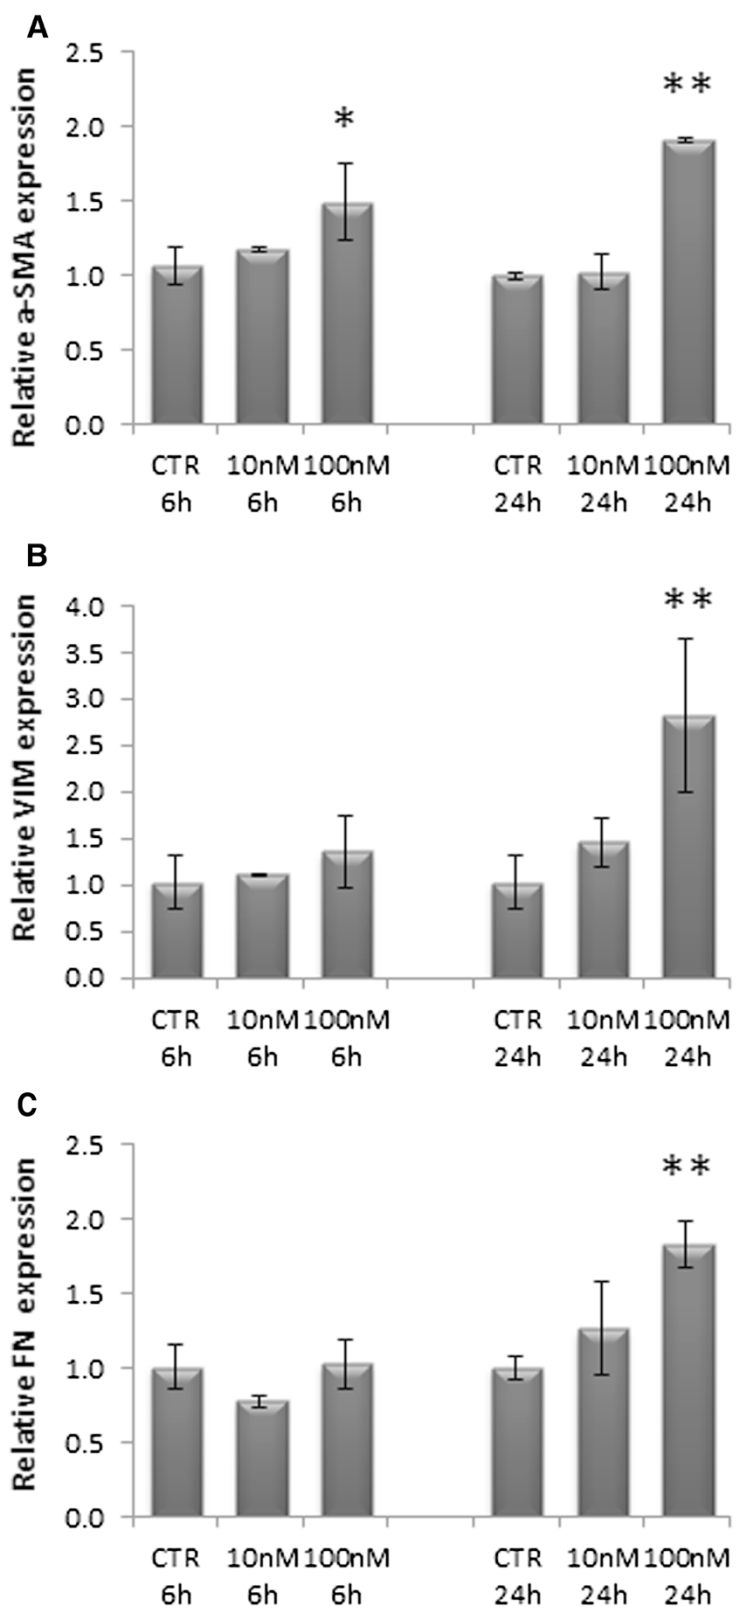 A
Relative a-SMA expression
2.5
2.0
1.5
1.0
0.5
0.0
*
**
CTR 10nM 100nM CTR 10nM 100nM
6h 6h 6h 24h 24h 24h
B
Relative VIM expression
4.0
3.5
3.0
2.5
2.0
1.5
1.0
0.5
0.0
**
CTR 10nM 100nM CTR 10nM 100nM
6h 6h 6h 24h 24h 24h
C
Relative FN expression
2.5
2.0
1.5
1.0
0.5
0.0
**
CTR 10nM 100nM CTR 10nM 100nM
6h 6h 6h 24h 24h 24h